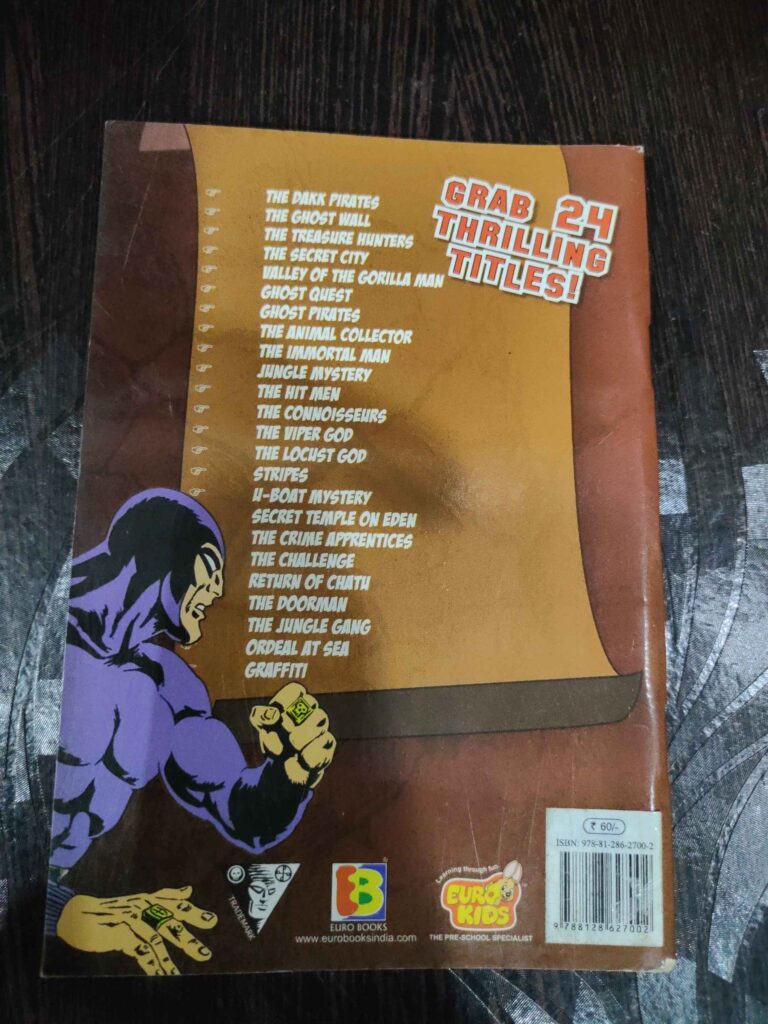 GRAB 24
THRILLING
TITLES!
THE DARK PIRATES
THE GHOST WALL
THE TREASURE HUNTERS
THE SECRET CITY
VALLEY OF THE GORILLA MAN
GHOST QUEST
GHOST PIRATES
THE ANIMAL COLLECTOR
THE IMMORTAL MAN
JUNGLE MYSTERY
THE HIT MEN
THE CONNOISSEURS
THE VIPER GOD
THE LOCUST GOD
STRIPES
U-BOAT MYSTERY
SECRET TEMPLE ON EDEN
THE CRIME APPRENTICES
THE CHALLENGE
RETURN OF CHATU
THE DOORMAN
THE JUNGLE GANG
ORDEAL AT SEA
GRAFFITI
₹ 60/-
ISBN: 978-81-286-2700-2
9 788128 627002
TRADEMARK
EB
EURO BOOKS
www.eurobooksindia.com
Learning through fun...
EURO
KIDS
THE PRE-SCHOOL SPECIALIST